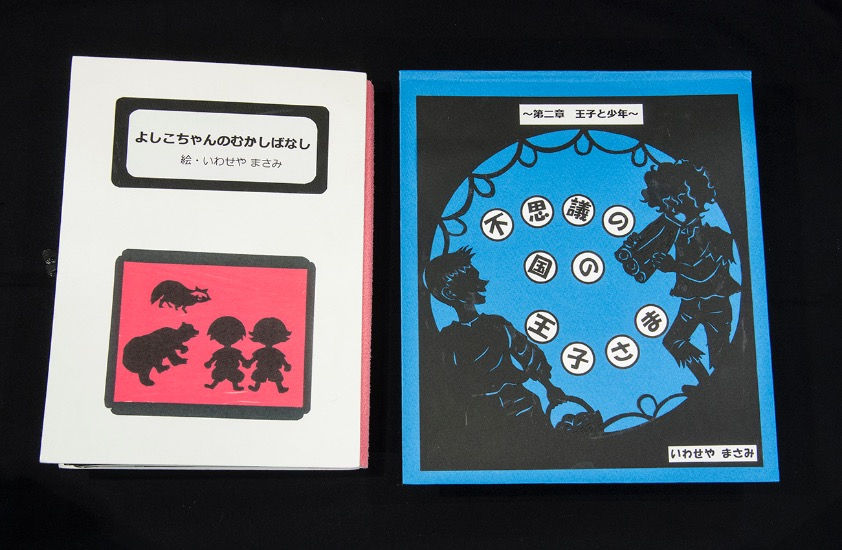 よしこちゃんのむかしばなし
絵・いわせや まさみ
～第二章　王子と少年～
不思議の
国の
王子さま
いわせや まさみ